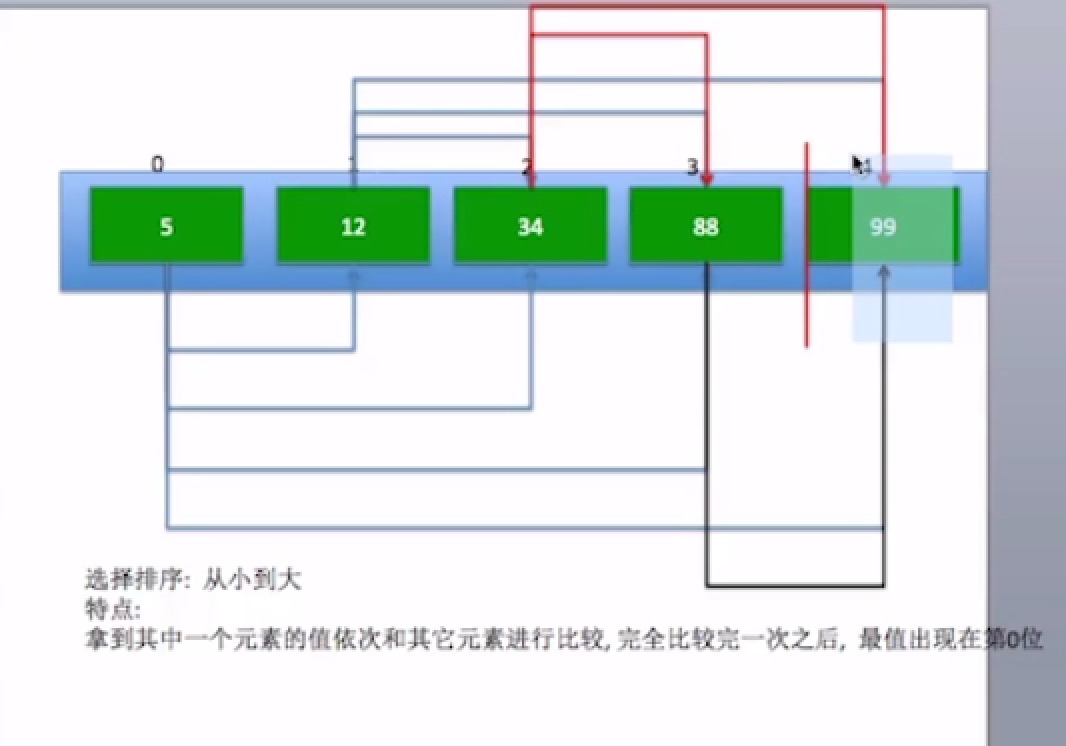 0 1 2 3 4
5 12 34 88 99
选择排序: 从小到大
特点:
拿到其中一个元素的值依次和其它元素进行比较, 完全比较完一次之后, 最值出现在第0位